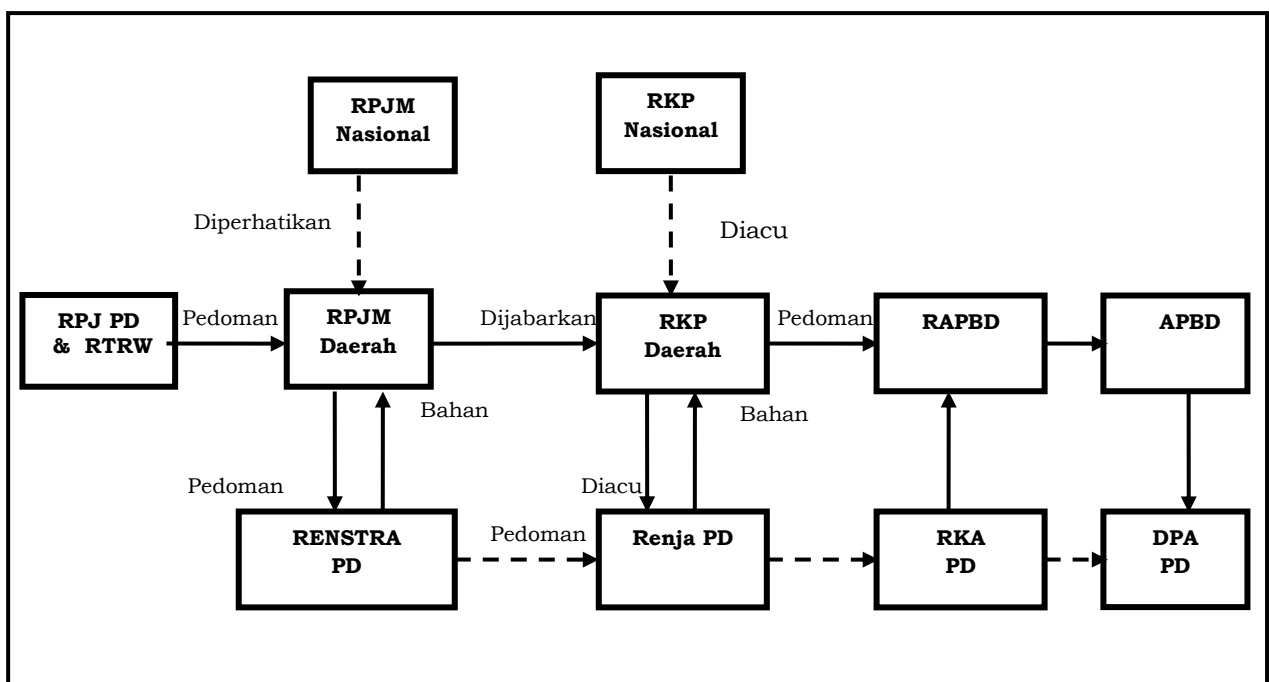 RPJM
Nasional
RKP
Nasional
Diperhatikan
Diacu
RPJ PD
& RTRW
Pedoman
RPJM
Daerah
Dijabarkan
RKP
Daerah
Pedoman
RAPBD
APBD
Bahan
Bahan
Pedoman
Diacu
RENSTRA
PD
Pedoman
Renja PD
RKA
PD
DPA
PD